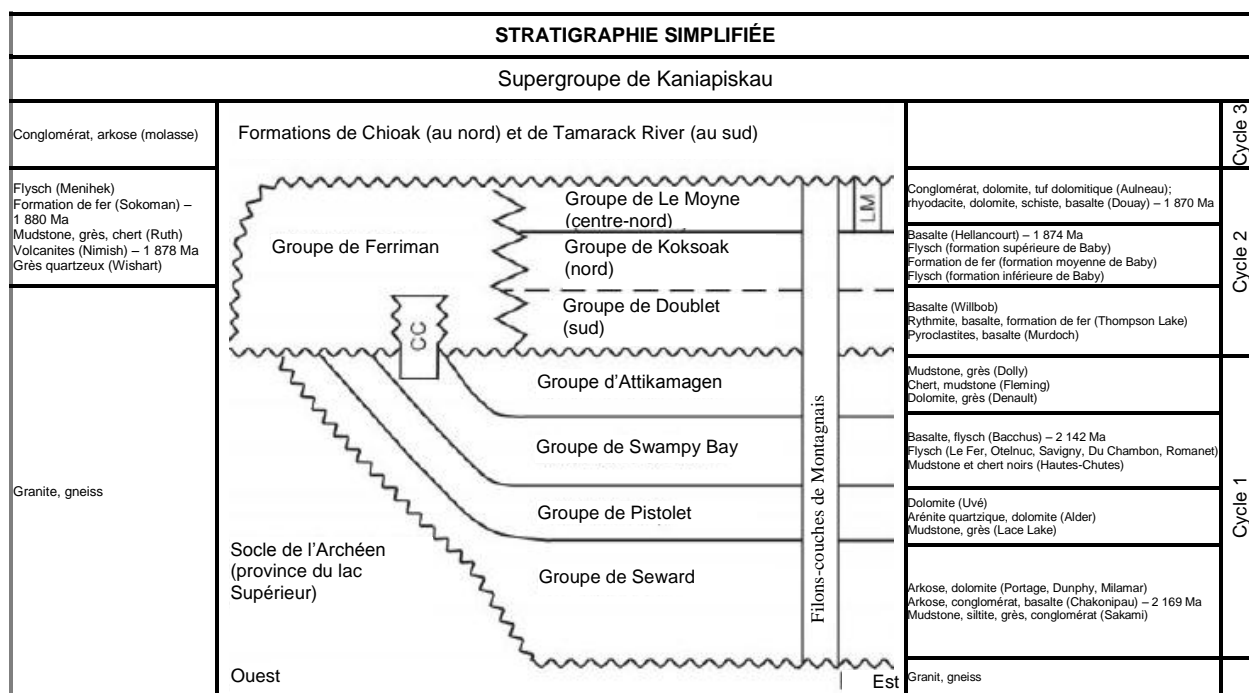 STRATIGRAPHIE SIMPLIFIÉE
Supergroupe de Kaniapiskau
Conglomérat, arkose (molasse)
Formations de Chioak (au nord) et de Tamarack River (au sud)
Cycle 3
Flysch (Menihek)
Formation de fer (Sokoman) –
1 880 Ma
Mudstone, grès, chert (Ruth)
Volcanites (Nimish) – 1 878 Ma
Grès quartzeux (Wishart)
Groupe de Ferriman
CC
Groupe de Le Moyne
(centre-nord)
LM
Groupe de Koksoak
(nord)
Groupe de Doublet
(sud)
Conglomérat, dolomite, tuf dolomitique (Aulneau);
rhyodacite, dolomite, schiste, basalte (Douay) – 1 870 Ma
Basalte (Hellancourt) – 1 874 Ma
Flysch (formation supérieure de Baby)
Formation de fer (formation moyenne de Baby)
Flysch (formation inférieure de Baby)
Basalte (Willbob)
Rythmite, basalte, formation de fer (Thompson Lake)
Pyroclastites, basalte (Murdoch)
Cycle 2
Granite, gneiss
Socle de l'Archéen
(province du lac
Supérieur)
Groupe d'Attikamagen
Groupe de Swampy Bay
Groupe de Pistolet
Groupe de Seward
Filons-couches de Montagnais
Mudstone, grès (Dolly)
Chert, mudstone (Fleming)
Dolomite, grès (Denault)
Basalte, flysch (Bacchus) – 2 142 Ma
Flysch (Le Fer, Otelnuc, Savigny, Du Chambon, Romanet)
Mudstone et chert noirs (Hautes-Chutes)
Dolomite (Uvé)
Arénite quartzique, dolomite (Alder)
Mudstone, grès (Lace Lake)
Arkose, dolomite (Portage, Dunphy, Milamar)
Arkose, conglomérat, basalte (Chakonipau) – 2 169 Ma
Mudstone, siltite, grès, conglomérat (Sakami)
Cycle 1
Ouest
Est
Granit, gneiss